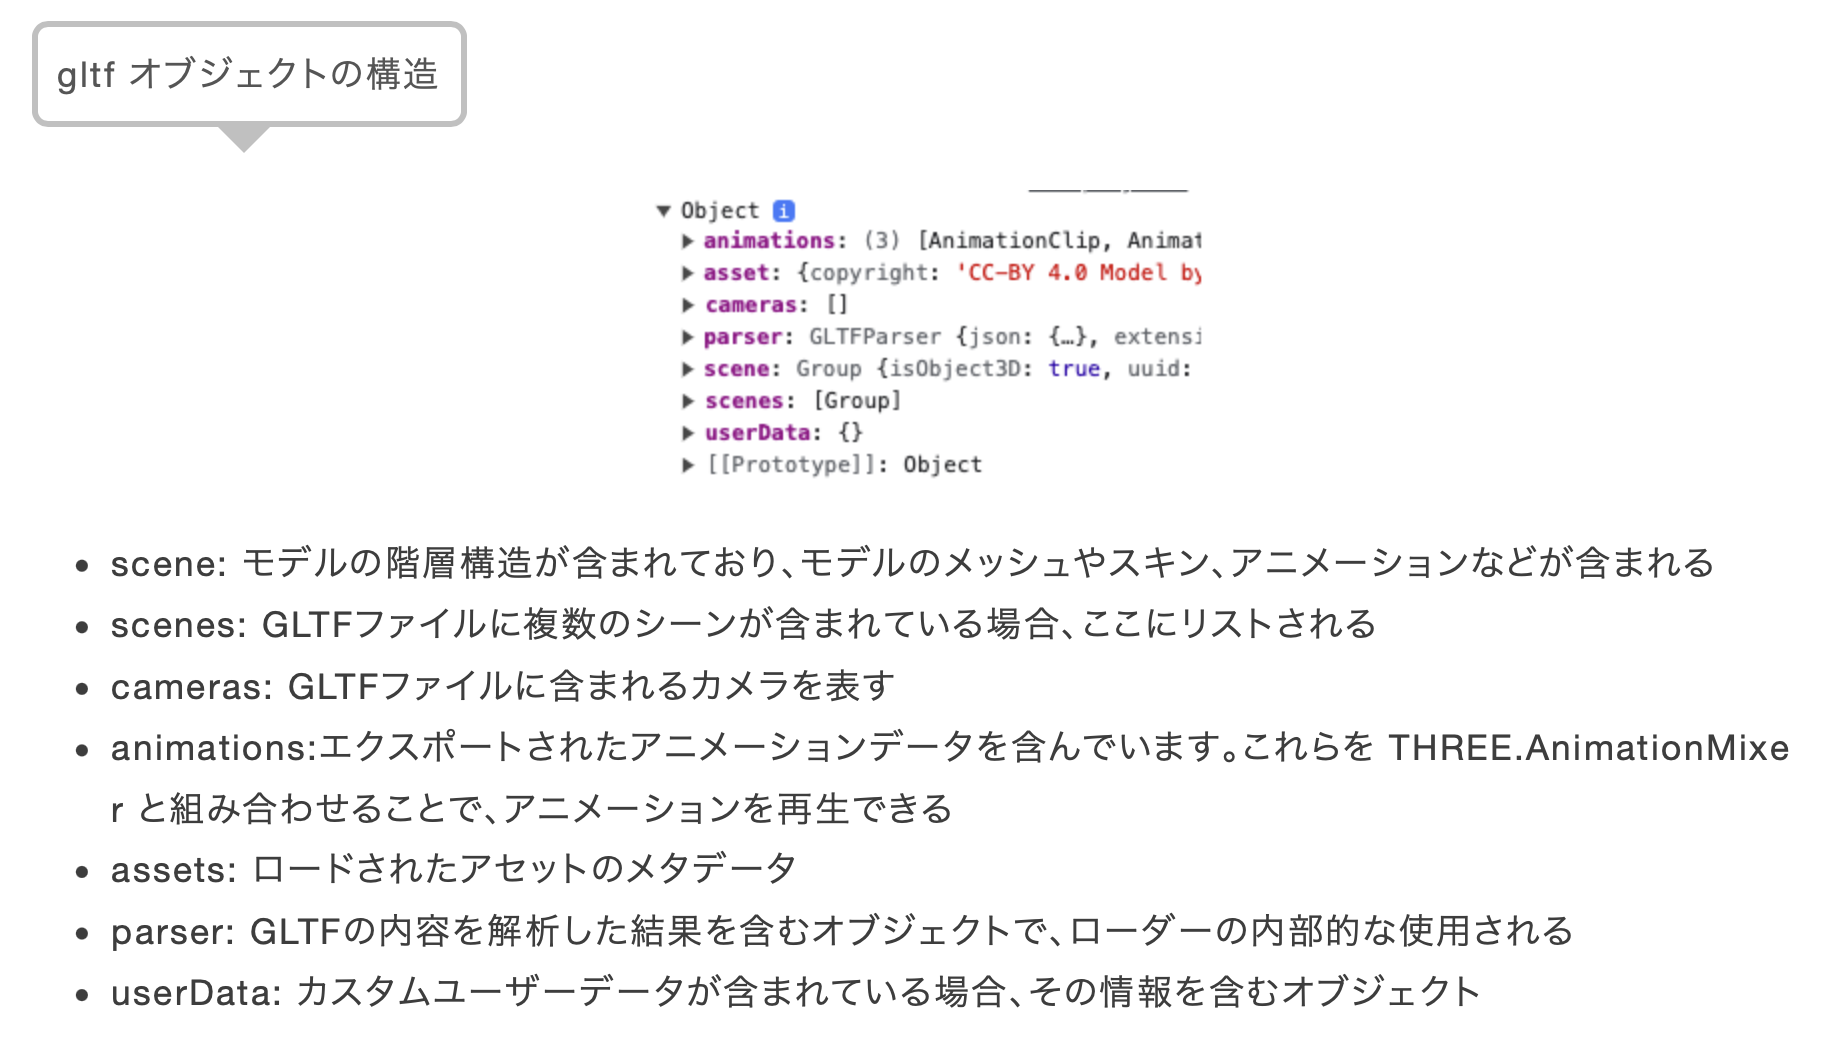 gltf オブジェクトの構造
Object i
animations: (3) [AnimationClip, Animat
asset: {copyright: 'CC-BY 4.0 Model by
cameras: []
parser: GLTFParser {json: {…}, extensi
scene: Group {isObject3D: true, uuid:
scenes: [Group]
userData: {}
[[Prototype]]: Object
scene: モデルの階層構造が含まれており、モデルのメッシュやスキン、アニメーションなどが含まれる
scenes: GLTFファイルに複数のシーンが含まれている場合、ここにリストされる
cameras: GLTFファイルに含まれるカメラを表す
animations:エクスポートされたアニメーションデータを含んでいます。これらを THREE.AnimationMixe
r と組み合わせることで、アニメーションを再生できる
assets: ロードされたアセットのメタデータ
parser: GLTFの内容を解析した結果を含むオブジェクトで、ローダーの内部的な使用される
userData: カスタムユーザーデータが含まれている場合、その情報を含むオブジェクト